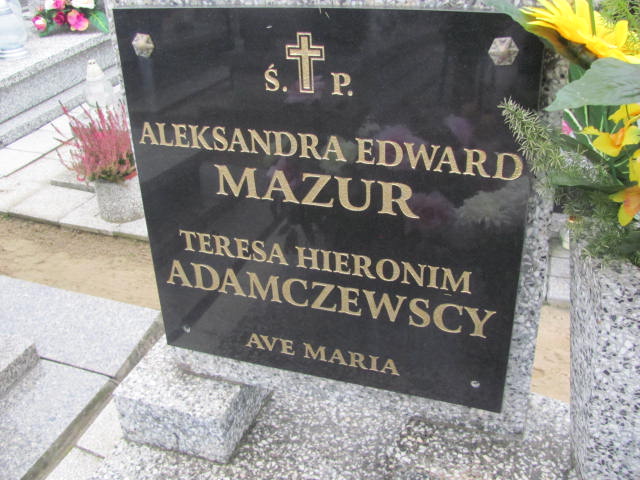 Ś. P.
ALEKSANDRA EDWARD
MAZUR
TERESA HIERONIM
ADAMCZEWSCY
AVE MARIA